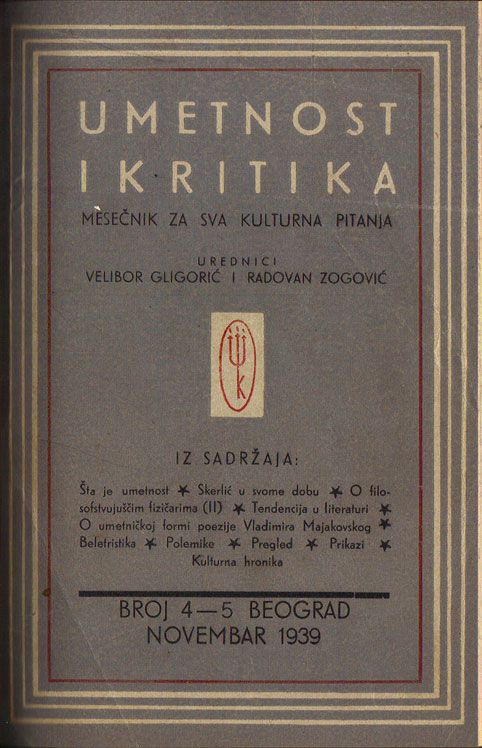 UMETNOST
I KRITIKA
MESEČNIK ZA SVA KULTURNA PITANJA
UREDNICI
VELIBOR GLIGORIĆ I RADOVAN ZOGOVIĆ
IZ SADRŽAJA:
Šta je umetnost ★ Skerlić u svome dobu ★ O filo-
sofstvujuščim fizičarima (II) ★ Tendencija u literaturi ★
O umetničkoj formi poezije Vladimira Majakovskog ★
Beletristika ★ Polemike ★ Pregled ★ Prikazi ★
Kulturna hronika
BROJ 4—5 BEOGRAD
NOVEMBAR 1939